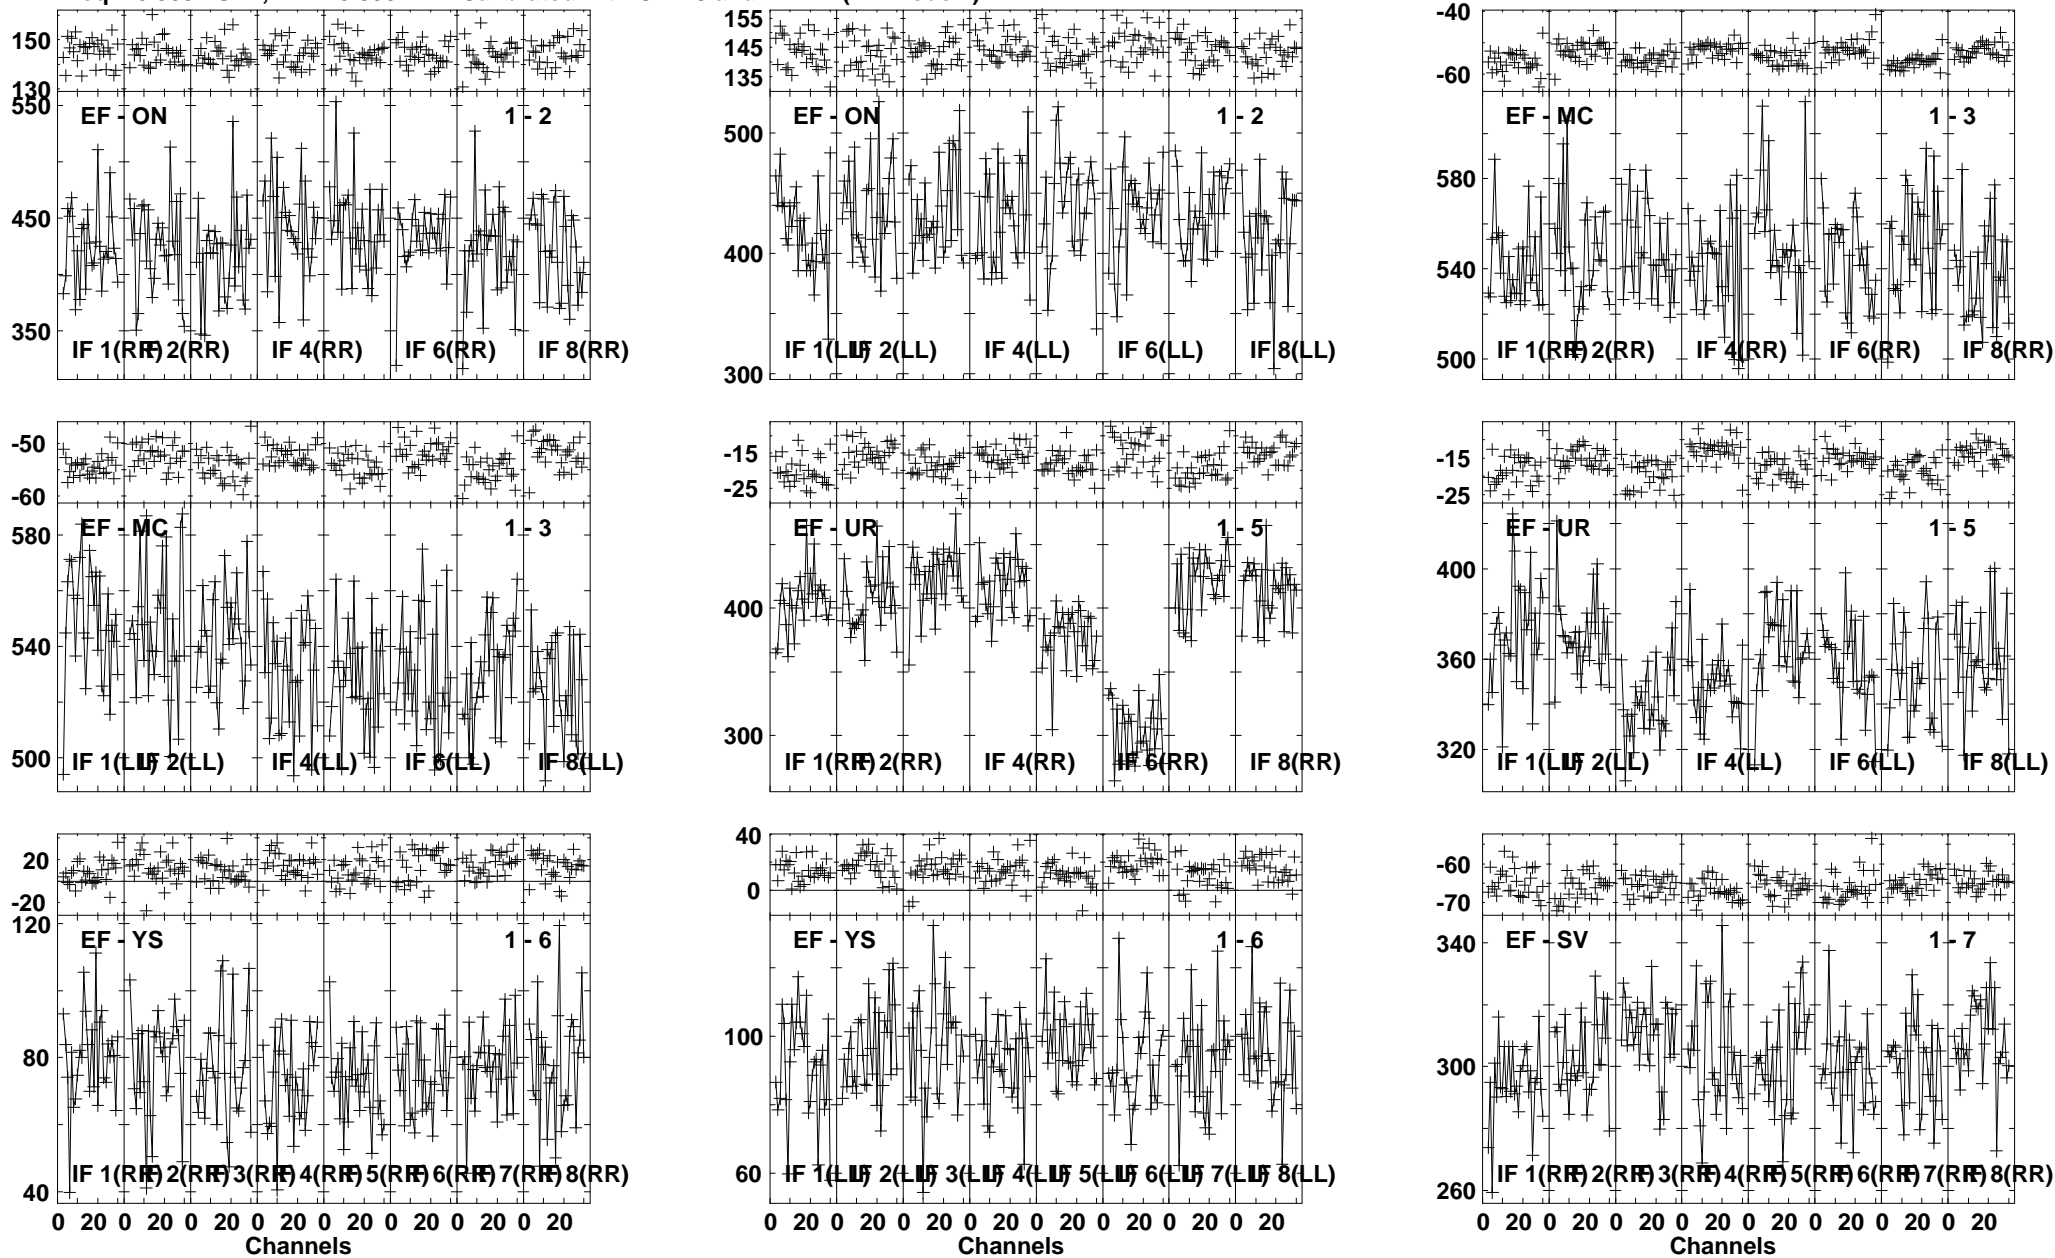 150
130
550
450
350
EF - ON 1 - 2
IF 1(RR) IF 2(RR) IF 4(RR) IF 6(RR) IF 8(RR)
155
145
135
500
400
300
EF - ON 1 - 2
IF 1(LL) IF 2(LL) IF 4(LL) IF 6(LL) IF 8(LL)
-40
-60
580
540
500
EF - MC 1 - 3
IF 1(RR) IF 2(RR) IF 4(RR) IF 6(RR) IF 8(RR)
-50
-60
580
540
500
EF - MC 1 - 3
IF 1(LL) IF 2(LL) IF 4(LL) IF 6(LL) IF 8(LL)
-15
-25
400
300
EF - UR 1 - 5
IF 1(RR) IF 2(RR) IF 4(RR) IF 6(RR) IF 8(RR)
-15
-25
400
360
320
EF - UR 1 - 5
IF 1(LL) IF 2(LL) IF 4(LL) IF 6(LL) IF 8(LL)
20
-20
120
80
40
EF - YS 1 - 6
IF 1(RR) IF 2(RR) IF 3(RR) IF 4(RR) IF 5(RR) IF 6(RR) IF 7(RR) IF 8(RR)
0 20 0 20 0 20 0 20 0 20 0 20 0 20 0 20
Channels
40
0
100
60
EF - YS 1 - 6
IF 1(LL) IF 2(LL) IF 3(LL) IF 4(LL) IF 5(LL) IF 6(LL) IF 7(LL) IF 8(LL)
0 20 0 20 0 20 0 20 0 20 0 20 0 20 0 20
Channels
-60
-70
340
300
260
EF - SV 1 - 7
IF 1(RR) IF 2(RR) IF 3(RR) IF 4(RR) IF 5(RR) IF 6(RR) IF 7(RR) IF 8(RR)
0 20 0 20 0 20 0 20 0 20 0 20 0 20 0 20
Channels